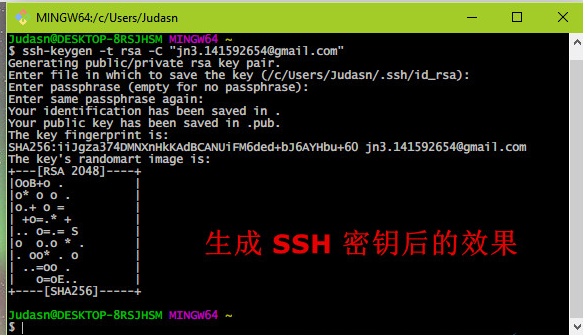 MINGW64:/c/Users/Judasn
Judasn@DESKTOP-8RSJHSM MINGW64 ~
$ ssh-keygen -t rsa -C "jn3.141592654@gmail.com"
Generating public/private rsa key pair.
Enter file in which to save the key (/c/Users/Judasn/.ssh/id_rsa):
Enter passphrase (empty for no passphrase):
Enter same passphrase again:
Your identification has been saved in .
Your public key has been saved in .pub.
The key fingerprint is:
SHA256:iiJgza374DMNXnHkKAdBCANUiFM6ded+bJ6AYHbu+60 jn3.141592654@gmail.com
The key's randomart image is:
+---[RSA 2048]----+
|OoB+o .          |
|o* o o .         |
|o.+ o =          |
| +o=.* +         |
|.. o=.= S        |
|o  o.o * .       |
|. oo* . o        |
| ..=oo .         |
|   o=oE..        |
+----[SHA256]-----+
生成 SSH 密钥后的效果
Judasn@DESKTOP-8RSJHSM MINGW64 ~
$